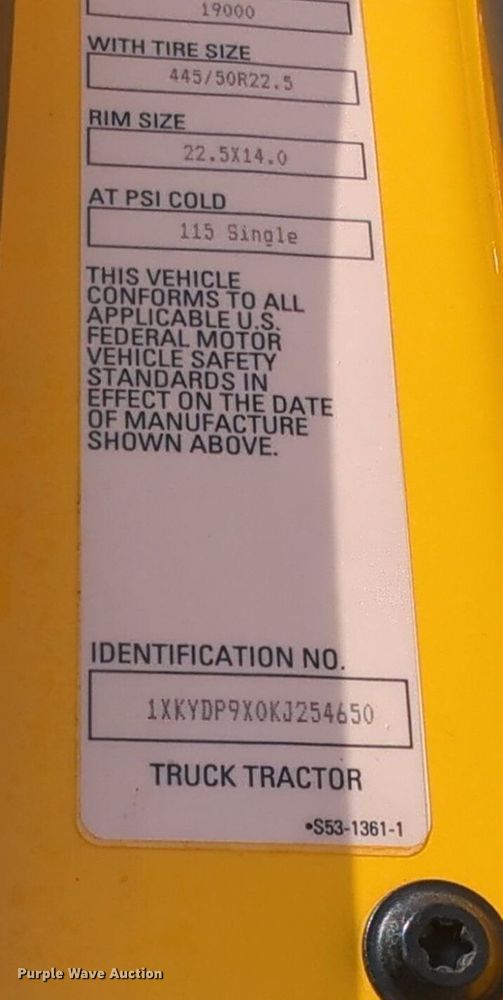 19000
WITH TIRE SIZE
445/50R22.5
RIM SIZE
22.5X14.0
AT PSI COLD
115 Single
THIS VEHICLE
CONFORMS TO ALL
APPLICABLE U.S.
FEDERAL MOTOR
VEHICLE SAFETY
STANDARDS IN
EFFECT ON THE DATE
OF MANUFACTURE
SHOWN ABOVE.
IDENTIFICATION NO.
1XKYDP9X0KJ254650
TRUCK TRACTOR
•S53-1361-1
Purple Wave Auction